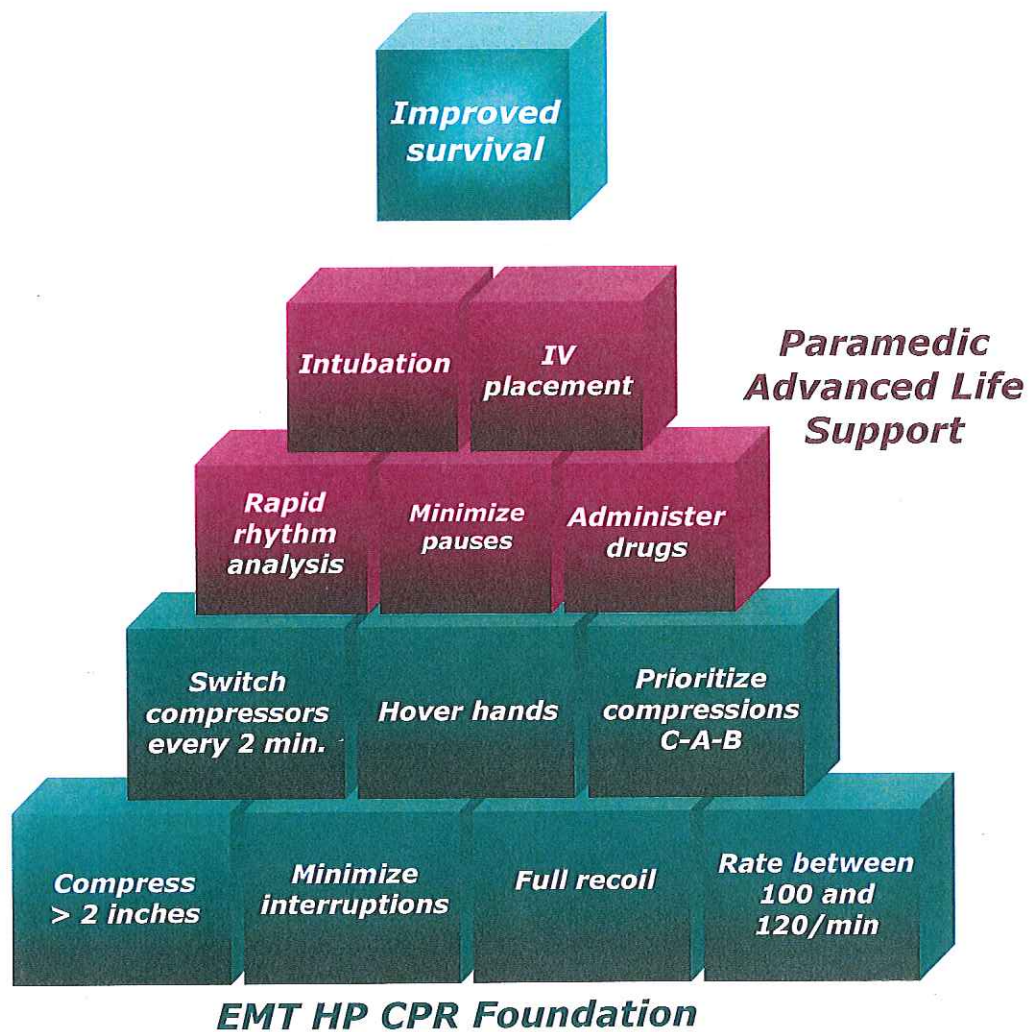 Improved
survival
Intubation
IV
placement
Paramedic
Advanced Life
Support
Rapid
rhythm
analysis
Minimize
pauses
Administer
drugs
Switch
compressors
every 2 min.
Hover hands
Prioritize
compressions
C-A-B
Compress
> 2 inches
Minimize
interruptions
Full recoil
Rate between
100 and
120/min
EMT HP CPR Foundation